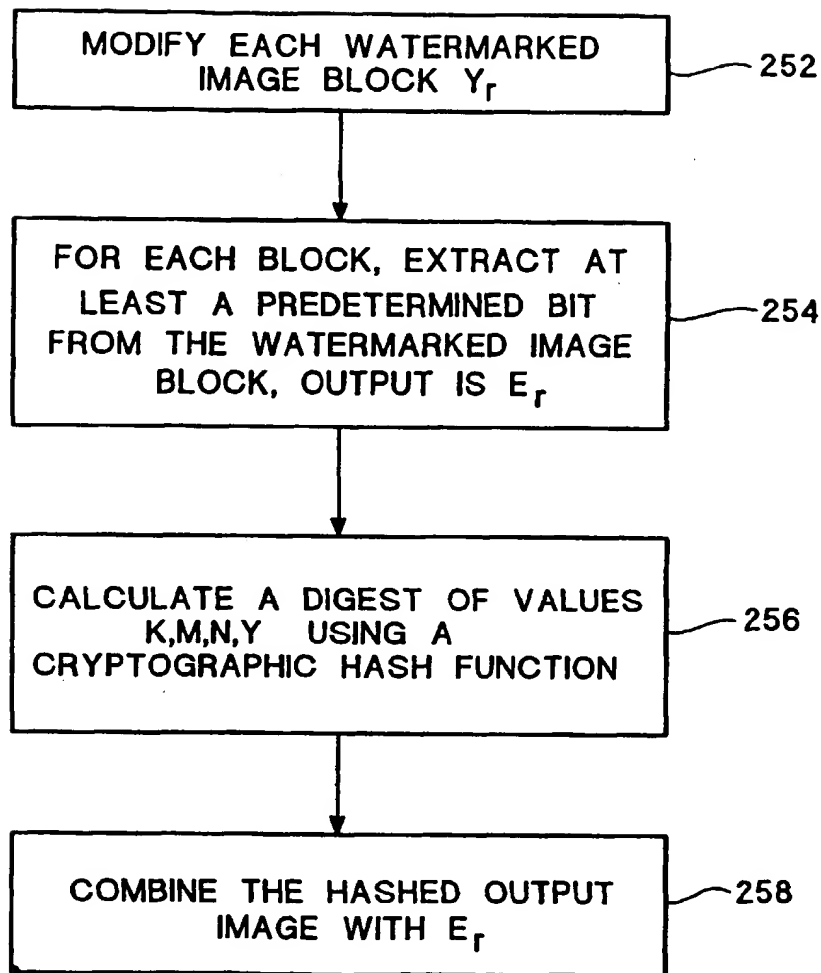 MODIFY EACH WATERMARKED
IMAGE BLOCK Yr
252
FOR EACH BLOCK, EXTRACT AT
LEAST A PREDETERMINED BIT
FROM THE WATERMARKED IMAGE
BLOCK, OUTPUT IS Er
254
CALCULATE A DIGEST OF VALUES
K,M,N,Y USING A
CRYPTOGRAPHIC HASH FUNCTION
256
COMBINE THE HASHED OUTPUT
IMAGE WITH Er
258